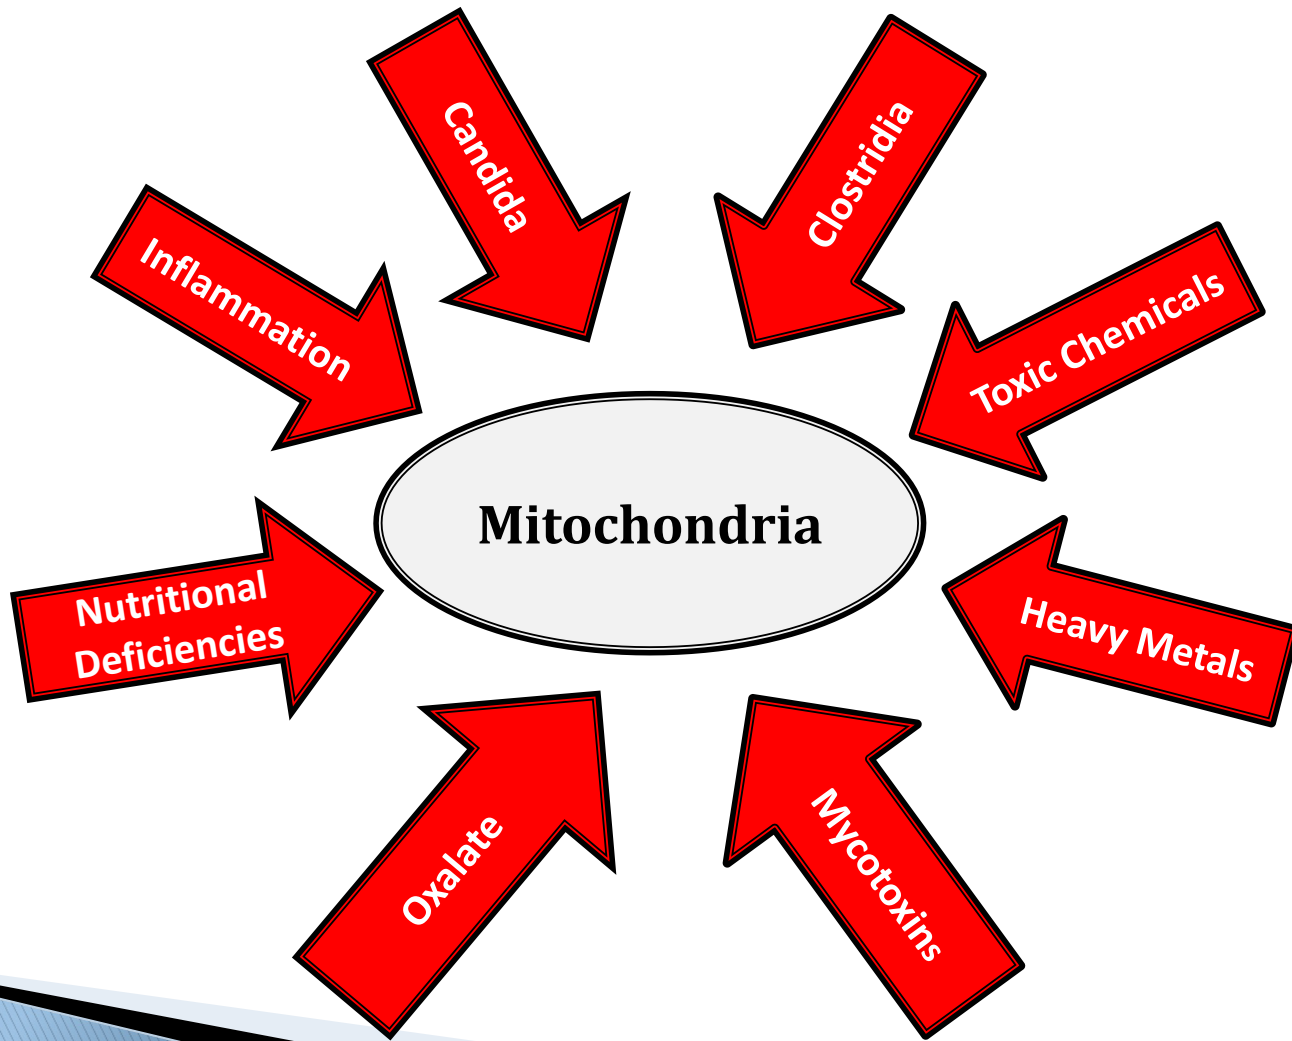 Candida
Clostridia
Inflammation
Toxic Chemicals
Mitochondria
Nutritional
Deficiencies
Heavy Metals
Oxalate
Mycotoxins